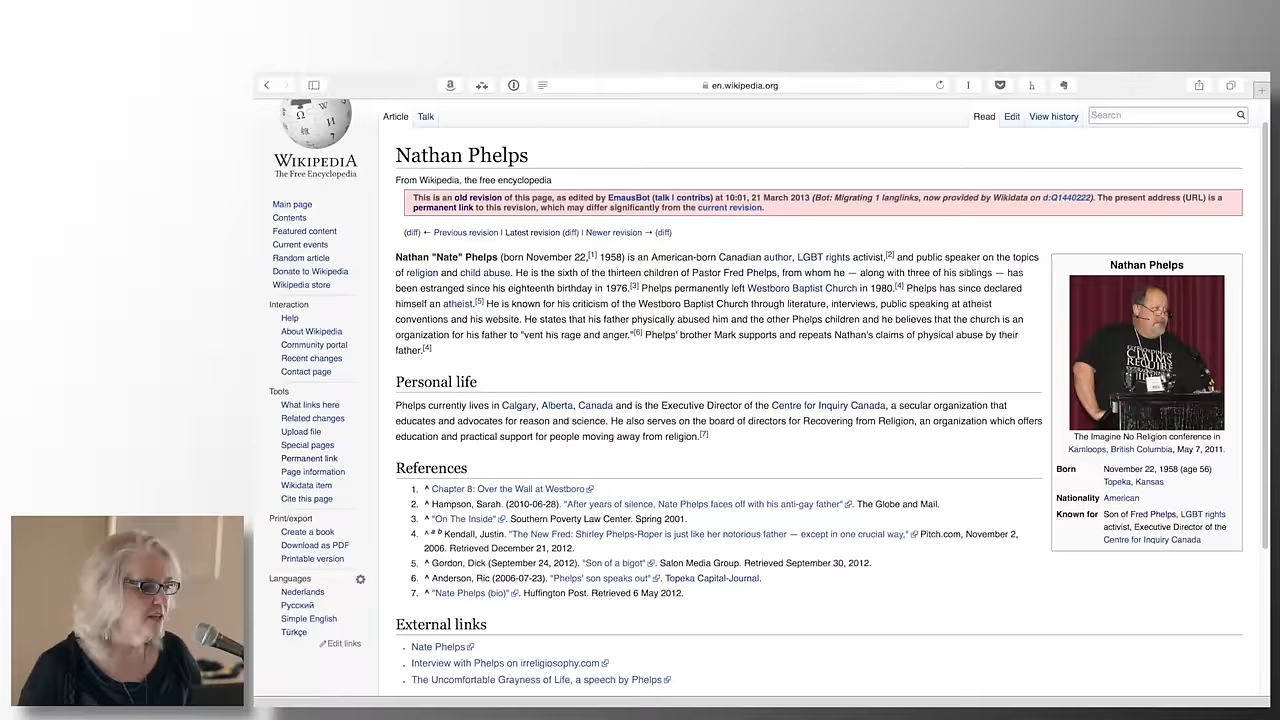 en.wikipedia.org
WIKIPEDIA
The Free Encyclopedia
Main page
Contents
Featured content
Current events
Random article
Donate to Wikipedia
Wikipedia store
Interaction
Help
About Wikipedia
Community portal
Recent changes
Contact page
Tools
What links here
Related changes
Upload file
Special pages
Permanent link
Page information
Wikidata item
Cite this page
Print/export
Create a book
Download as PDF
Printable version
Languages
Nederlands
Русский
Simple English
Türkçe
Edit links
Article Talk
Read Edit View history Search
Nathan Phelps
From Wikipedia, the free encyclopedia
This is an old revision of this page, as edited by EmausBot (talk | contribs) at 10:01, 21 March 2013 (Bot: Migrating 1 langlinks, now provided by Wikidata on d:Q1440222). The present address (URL) is a
permanent link to this revision, which may differ significantly from the current revision.
(diff) ← Previous revision | Latest revision (diff) | Newer revision → (diff)
Nathan "Nate" Phelps (born November 22,[1] 1958) is an American-born Canadian author, LGBT rights activist,[2] and public speaker on the topics
of religion and child abuse. He is the sixth of the thirteen children of Pastor Fred Phelps, from whom he — along with three of his siblings — has
been estranged since his eighteenth birthday in 1976.[3] Phelps permanently left Westboro Baptist Church in 1980.[4] Phelps has since declared
himself an atheist.[5] He is known for his criticism of the Westboro Baptist Church through literature, interviews, public speaking at atheist
conventions and his website. He states that his father physically abused him and the other Phelps children and he believes that the church is an
organization for his father to "vent his rage and anger."[6] Phelps' brother Mark supports and repeats Nathan's claims of physical abuse by their
father.[4]
Personal life
Phelps currently lives in Calgary, Alberta, Canada and is the Executive Director of the Centre for Inquiry Canada, a secular organization that
educates and advocates for reason and science. He also serves on the board of directors for Recovering from Religion, an organization which offers
education and practical support for people moving away from religion.[7]
References
1. ^ Chapter 8: Over the Wall at Westboro
2. ^ Hampson, Sarah. (2010-06-28). "After years of silence, Nate Phelps faces off with his anti-gay father". The Globe and Mail.
3. ^ "On The Inside". Southern Poverty Law Center. Spring 2001.
4. ^ a b Kendall, Justin. "The New Fred: Shirley Phelps-Roper is just like her notorious father — except in one crucial way," Pitch.com, November 2,
2006. Retrieved December 21, 2012.
5. ^ Gordon, Dick (September 24, 2012). "Son of a bigot". Salon Media Group. Retrieved September 30, 2012.
6. ^ Anderson, Ric (2006-07-23). "Phelps' son speaks out". Topeka Capital-Journal.
7. ^ "Nate Phelps (bio)". Huffington Post. Retrieved 6 May 2012.
External links
Nate Phelps
Interview with Phelps on irreligiosophy.com
The Uncomfortable Grayness of Life, a speech by Phelps
Nathan Phelps
CLAIMS
REQUIRE
The Imagine No Religion conference in
Kamloops, British Columbia, May 7, 2011.
Born November 22, 1958 (age 56)
Topeka, Kansas
Nationality American
Known for Son of Fred Phelps, LGBT rights
activist, Executive Director of the
Centre for Inquiry Canada